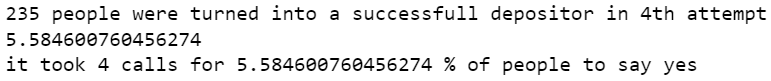 235 people were turned into a successfull depositor in 4th attempt
5.584600760456274
it took 4 calls for 5.584600760456274 % of people to say yes